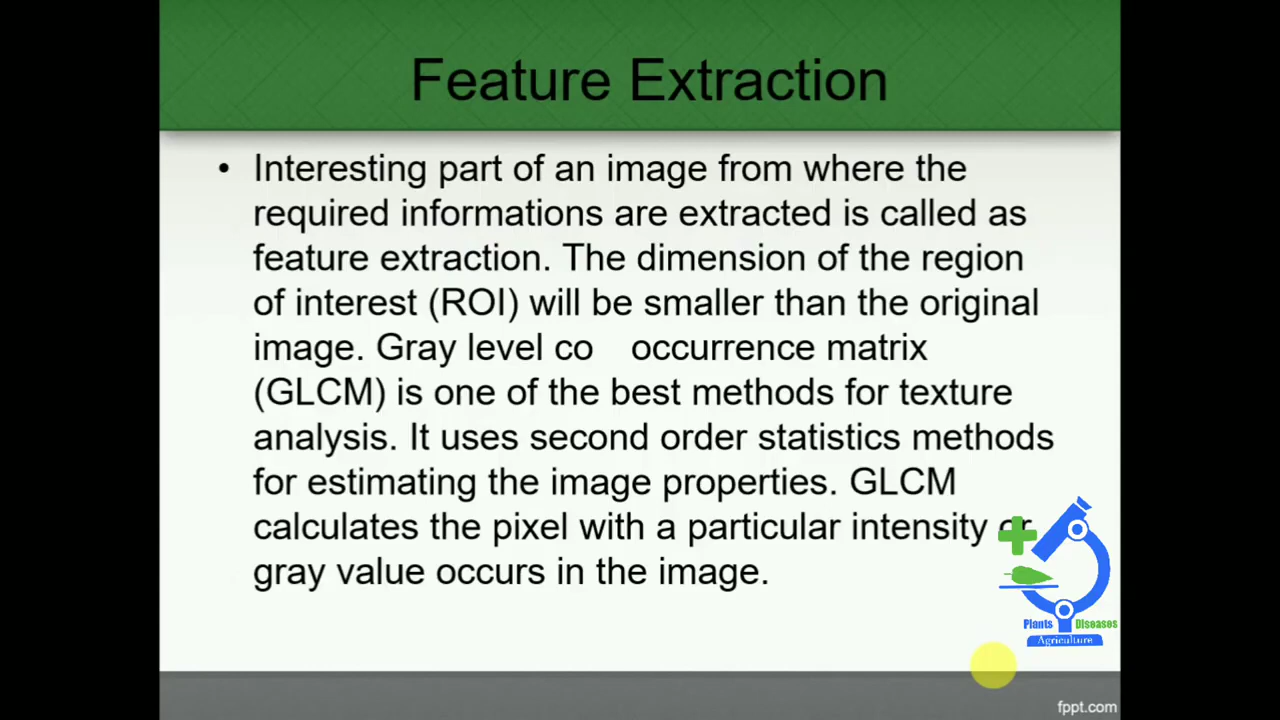 Feature Extraction
• Interesting part of an image from where the
required informations are extracted is called as
feature extraction. The dimension of the region
of interest (ROI) will be smaller than the original
image. Gray level co occurrence matrix
(GLCM) is one of the best methods for texture
analysis. It uses second order statistics methods
for estimating the image properties. GLCM
calculates the pixel with a particular intensity or
gray value occurs in the image.
Plants Diseases
Agriculture
fppt.com